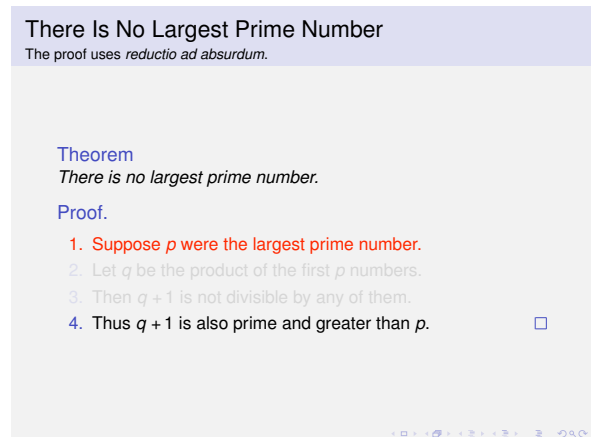 There Is No Largest Prime Number
The proof uses reductio ad absurdum.
Theorem
There is no largest prime number.
Proof.
1. Suppose p were the largest prime number.
2. Let q be the product of the first p numbers.
3. Then q + 1 is not divisible by any of them.
4. Thus q + 1 is also prime and greater than p.